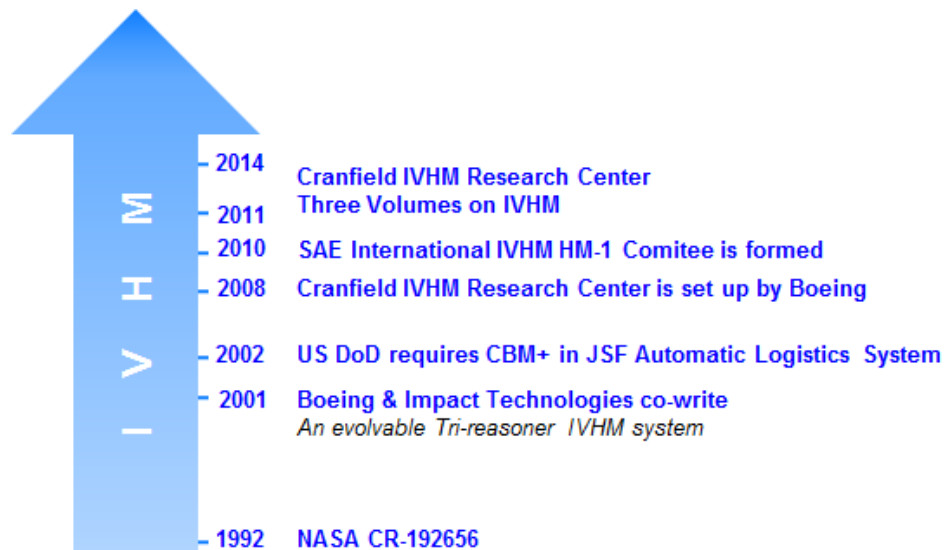 2014
Cranfield IVHM Research Center
Three Volumes on IVHM
2011
2010 SAE International IVHM HM-1 Comitee is formed
2008 Cranfield IVHM Research Center is set up by Boeing
2002 US DoD requires CBM+ in JSF Automatic Logistics System
2001 Boeing & Impact Technologies co-write
An evolvable Tri-reasoner IVHM system
1992 NASA CR-192656
I V H M